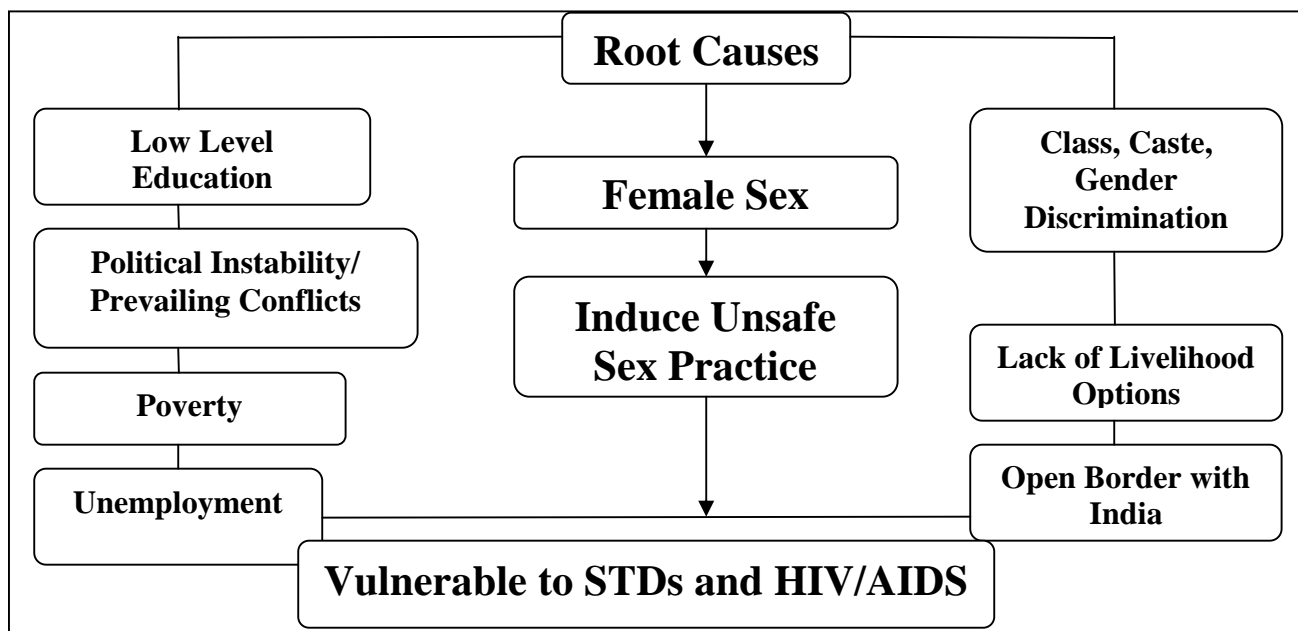 Root Causes
Low Level
Education
Political Instability/
Prevailing Conflicts
Poverty
Unemployment
Female Sex
Induce Unsafe
Sex Practice
Class, Caste,
Gender
Discrimination
Lack of Livelihood
Options
Open Border with
India
Vulnerable to STDs and HIV/AIDS